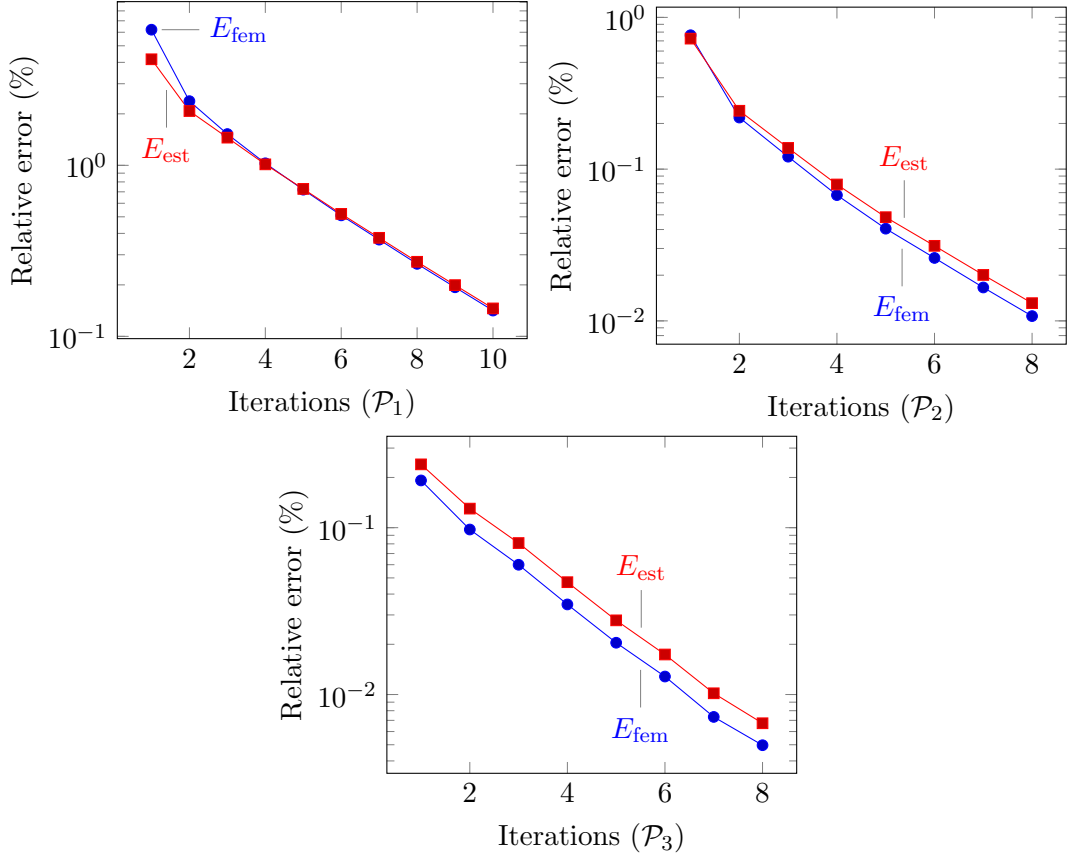 E_fem
E_est
10^0
10^-1
2 4 6 8 10
Relative error (%)
Iterations (𝒫_1)
10^0
10^-1
10^-2
E_est
E_fem
2 4 6 8
Relative error (%)
Iterations (𝒫_2)
10^-1
10^-2
E_est
E_fem
2 4 6 8
Relative error (%)
Iterations (𝒫_3)